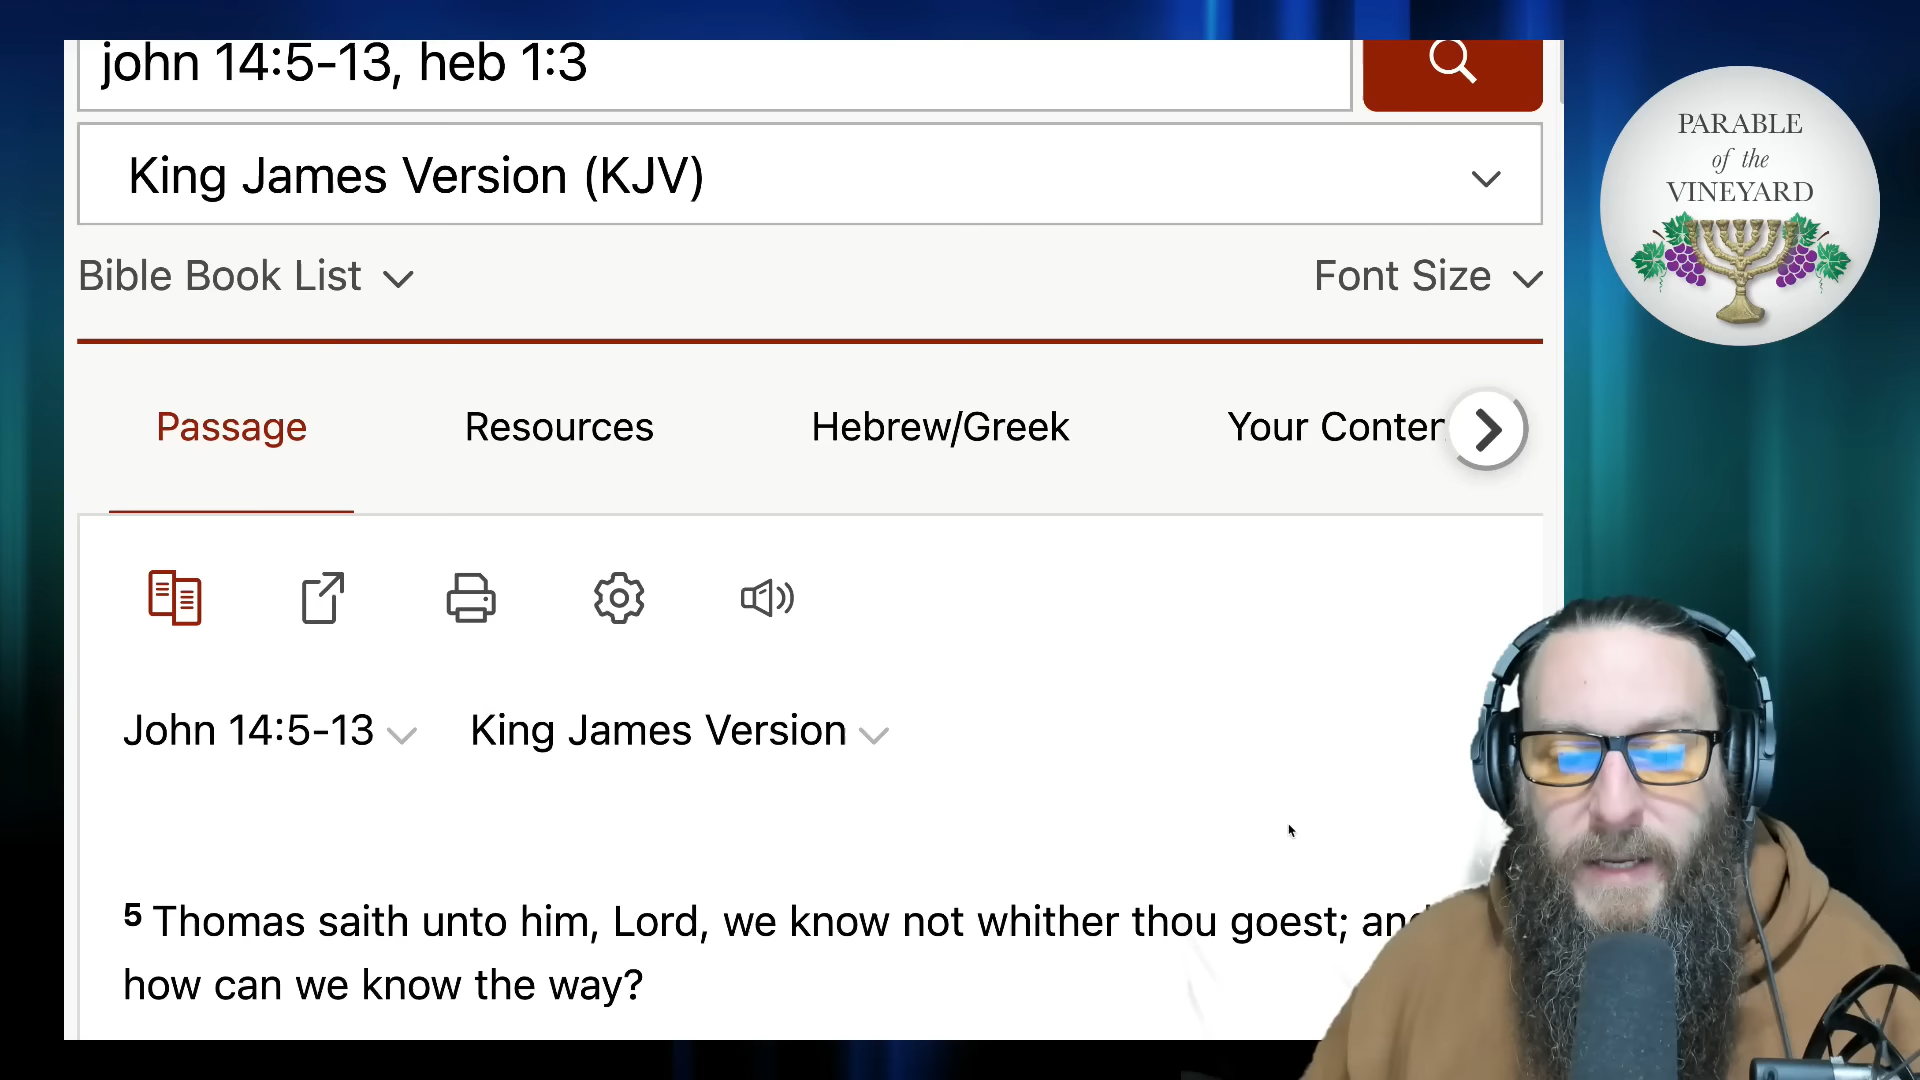 john 14:5-13, heb 1:3
King James Version (KJV)
PARABLE
of the
VINEYARD
Bible Book List
Font Size
Passage
Resources
Hebrew/Greek
Your
John 14:5-13
King James Version
5 Thomas saith unto him, Lord, we know not whither thou goest;
how can we know the way?